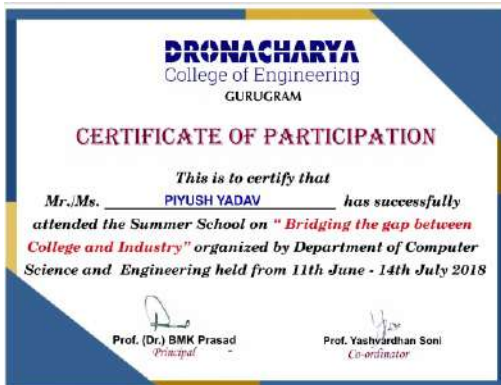 DRONACHARYA
College of Engineering
GURUGRAM
CERTIFICATE OF PARTICIPATION
This is to certify that
Mr./Ms. PIYUSH YADAV has successfully
attended the Summer School on “ Bridging the gap between
College and Industry” organized by Department of Computer
Science and Engineering held from 11th June - 14th July 2018
Prof. (Dr.) BMK Prasad
Principal
Prof. Yashvardhan Soni
Co-ordinator